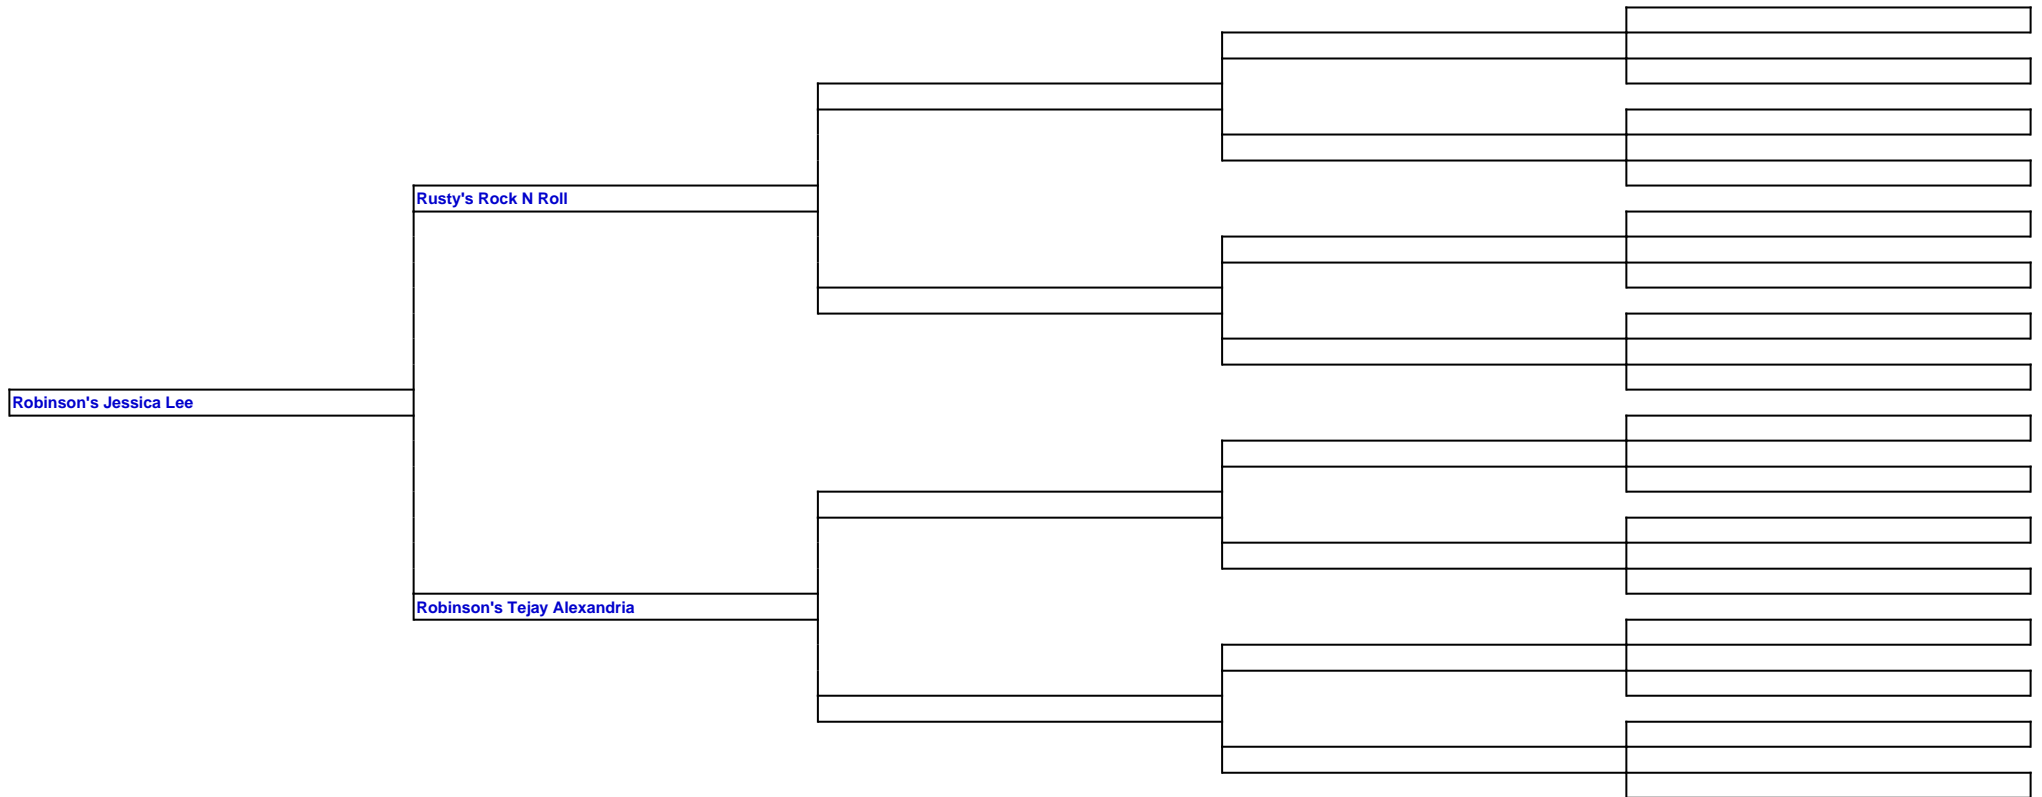 Rusty's Rock N Roll
Robinson's Jessica Lee
Robinson's Tejay Alexandria